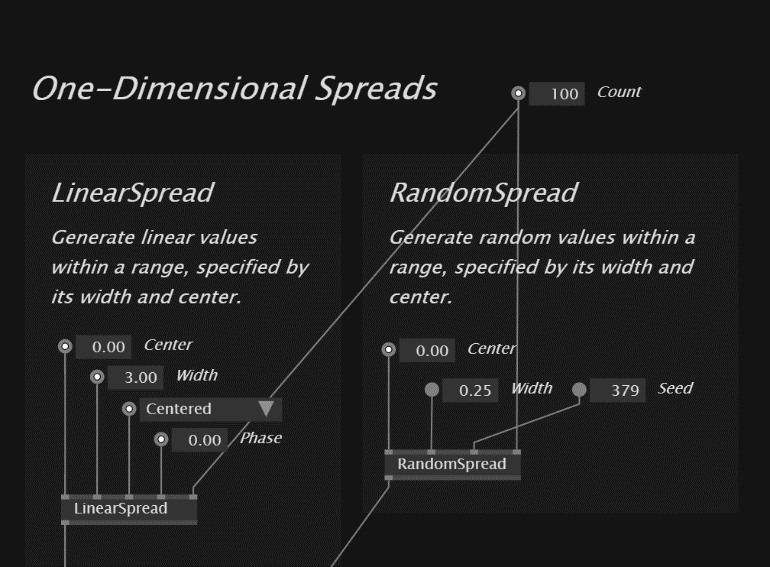 One-Dimensional Spreads
100 Count
LinearSpread
Generate linear values
within a range, specified by
its width and center.
0.00 Center
3.00 Width
Centered
0.00 Phase
LinearSpread
RandomSpread
Generate random values within a
range, specified by its width and
center.
0.00 Center
0.25 Width 379 Seed
RandomSpread